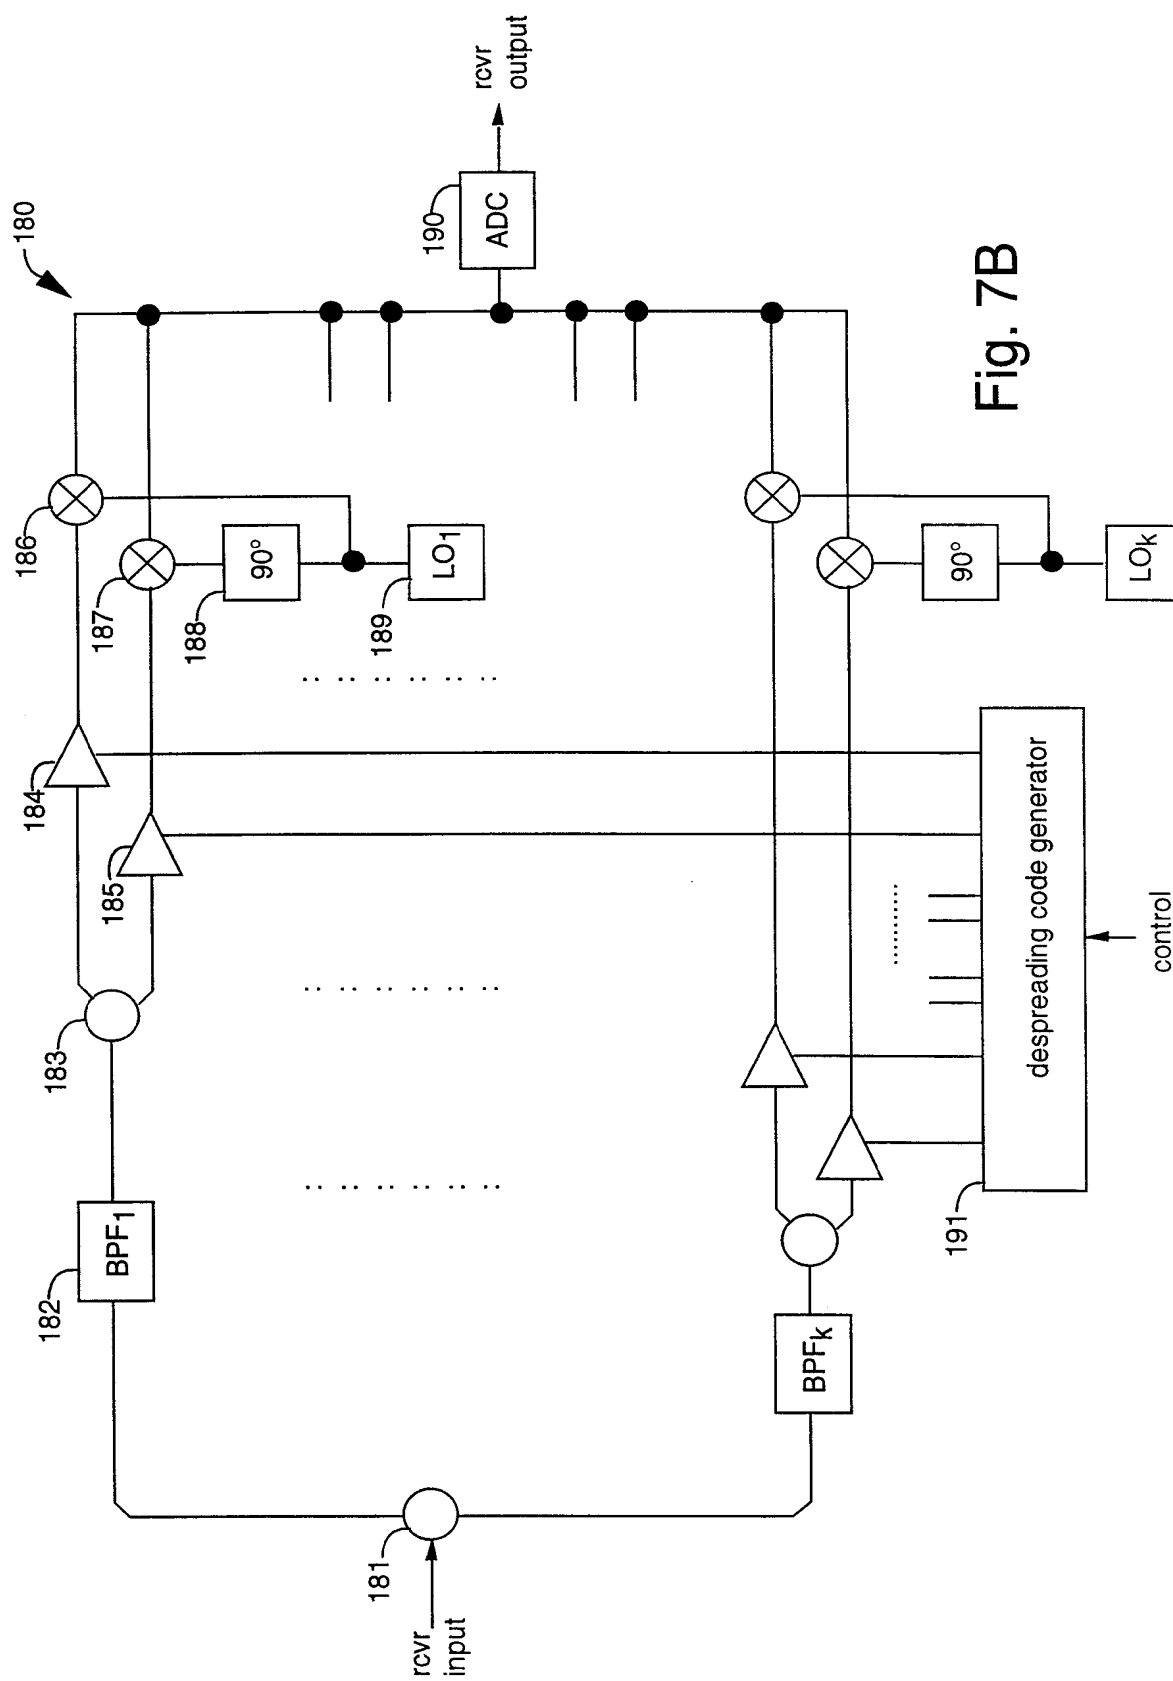 180
rcvr
output
190
ADC
186
187
188
90°
189
LO1
184
185
183
182
BPF1
181
rcvr
input
90°
LOk
BPFk
191
despreading code generator
control
Fig. 7B